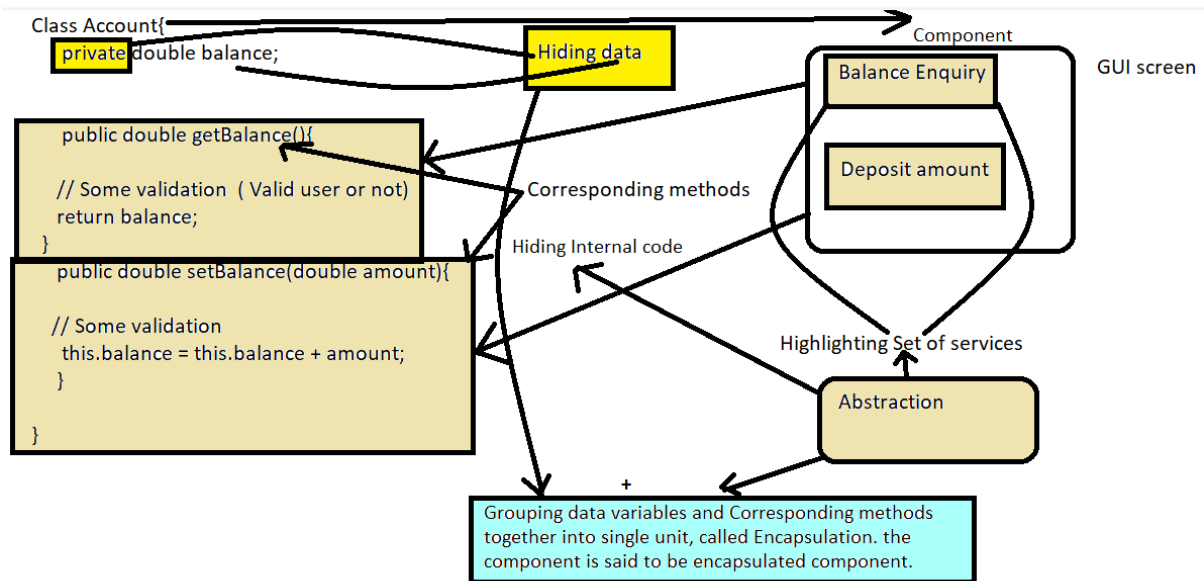 Class Account{
private double balance;
Hiding data
Component
GUI screen
Balance Enquiry
Deposit amount
public double getBalance(){
// Some validation ( Valid user or not)
return balance;
}
Corresponding methods
Hiding Internal code
public double setBalance(double amount){
// Some validation
this.balance = this.balance + amount;
}
}
Highlighting Set of services
Abstraction
+
Grouping data variables and Corresponding methods
together into single unit, called Encapsulation. the
component is said to be encapsulated component.